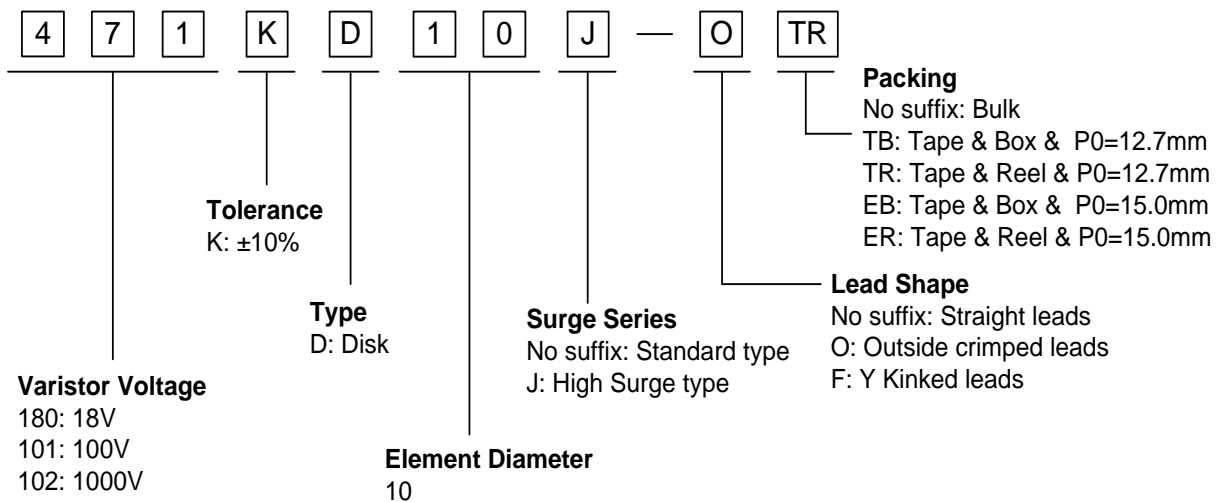 4 7 1 K D 1 0 J — O TR
Packing
No suffix: Bulk
TB: Tape & Box & P0=12.7mm
TR: Tape & Reel & P0=12.7mm
EB: Tape & Box & P0=15.0mm
ER: Tape & Reel & P0=15.0mm
Tolerance
K: ±10%
Lead Shape
No suffix: Straight leads
O: Outside crimped leads
F: Y Kinked leads
Type
D: Disk
Surge Series
No suffix: Standard type
J: High Surge type
Varistor Voltage
180: 18V
101: 100V
102: 1000V
Element Diameter
10